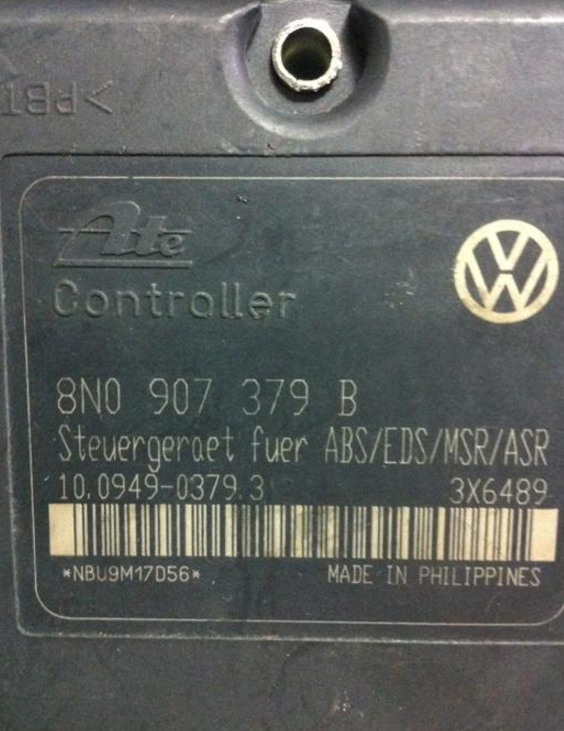 >PBT
Ate
Controller
8N0 907 379 B
Steuergeraet fuer ABS/EDS/MSR/ASR
10.0949-0379.3 3X6489
*NBU9M17D56*
MADE IN PHILIPPINES